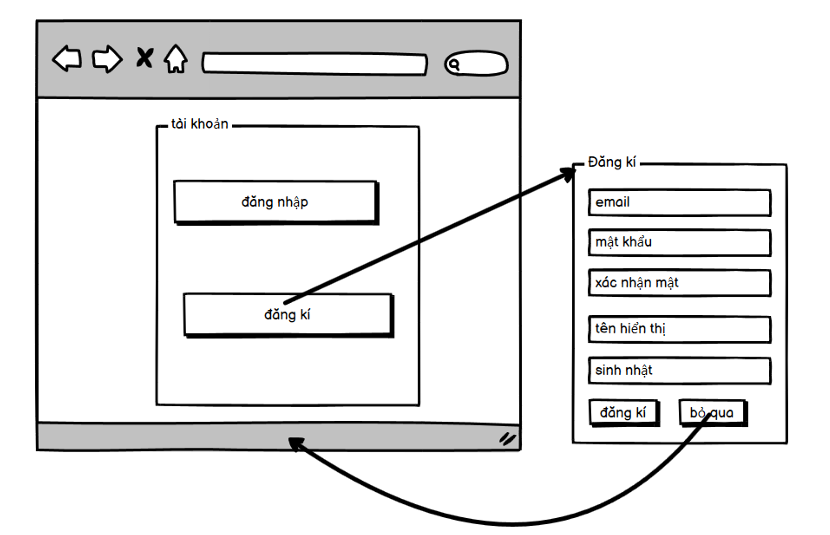 tài khoản
đăng nhập
đăng kí
Đăng kí
email
mật khẩu
xác nhận mật
tên hiển thị
sinh nhật
đăng kí
bỏ qua